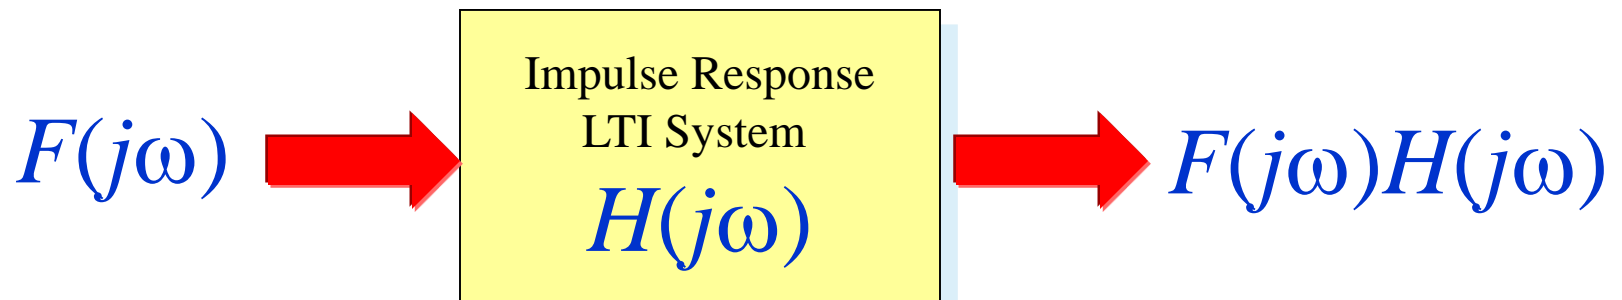 F(jω)
Impulse Response
LTI System
H(jω)
F(jω)H(jω)